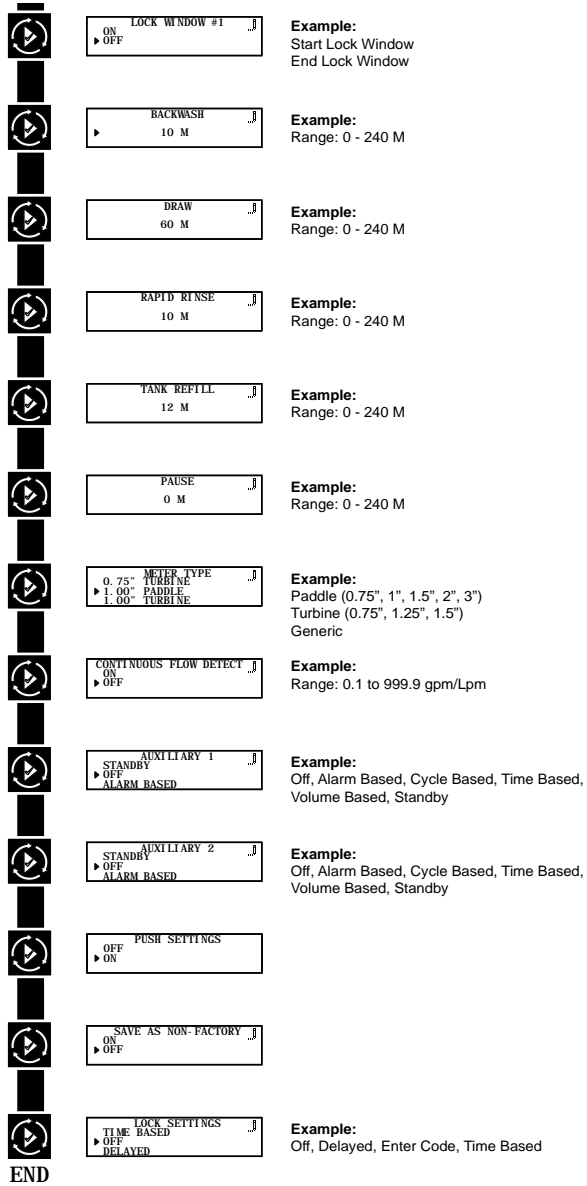 LOCK WINDOW #1
ON
OFF
Example:
Start Lock Window
End Lock Window
BACKWASH
10 M
Example:
Range: 0 - 240 M
DRAW
60 M
Example:
Range: 0 - 240 M
RAPID RINSE
10 M
Example:
Range: 0 - 240 M
TANK REFILL
12 M
Example:
Range: 0 - 240 M
PAUSE
0 M
Example:
Range: 0 - 240 M
METER TYPE
0.75” TURBINE
1.00” PADDLE
1.00” TURBINE
Example:
Paddle (0.75”, 1”, 1.5”, 2”, 3”)
Turbine (0.75”, 1.25”, 1.5”)
Generic
CONTINUOUS FLOW DETECT
ON
OFF
Example:
Range: 0.1 to 999.9 gpm/Lpm
AUXILIARY 1
STANDBY
OFF
ALARM BASED
Example:
Off, Alarm Based, Cycle Based, Time Based,
Volume Based, Standby
AUXILIARY 2
STANDBY
OFF
ALARM BASED
Example:
Off, Alarm Based, Cycle Based, Time Based,
Volume Based, Standby
PUSH SETTINGS
OFF
ON
SAVE AS NON-FACTORY
ON
OFF
LOCK SETTINGS
TIME BASED
OFF
DELAYED
Example:
Off, Delayed, Enter Code, Time Based
END